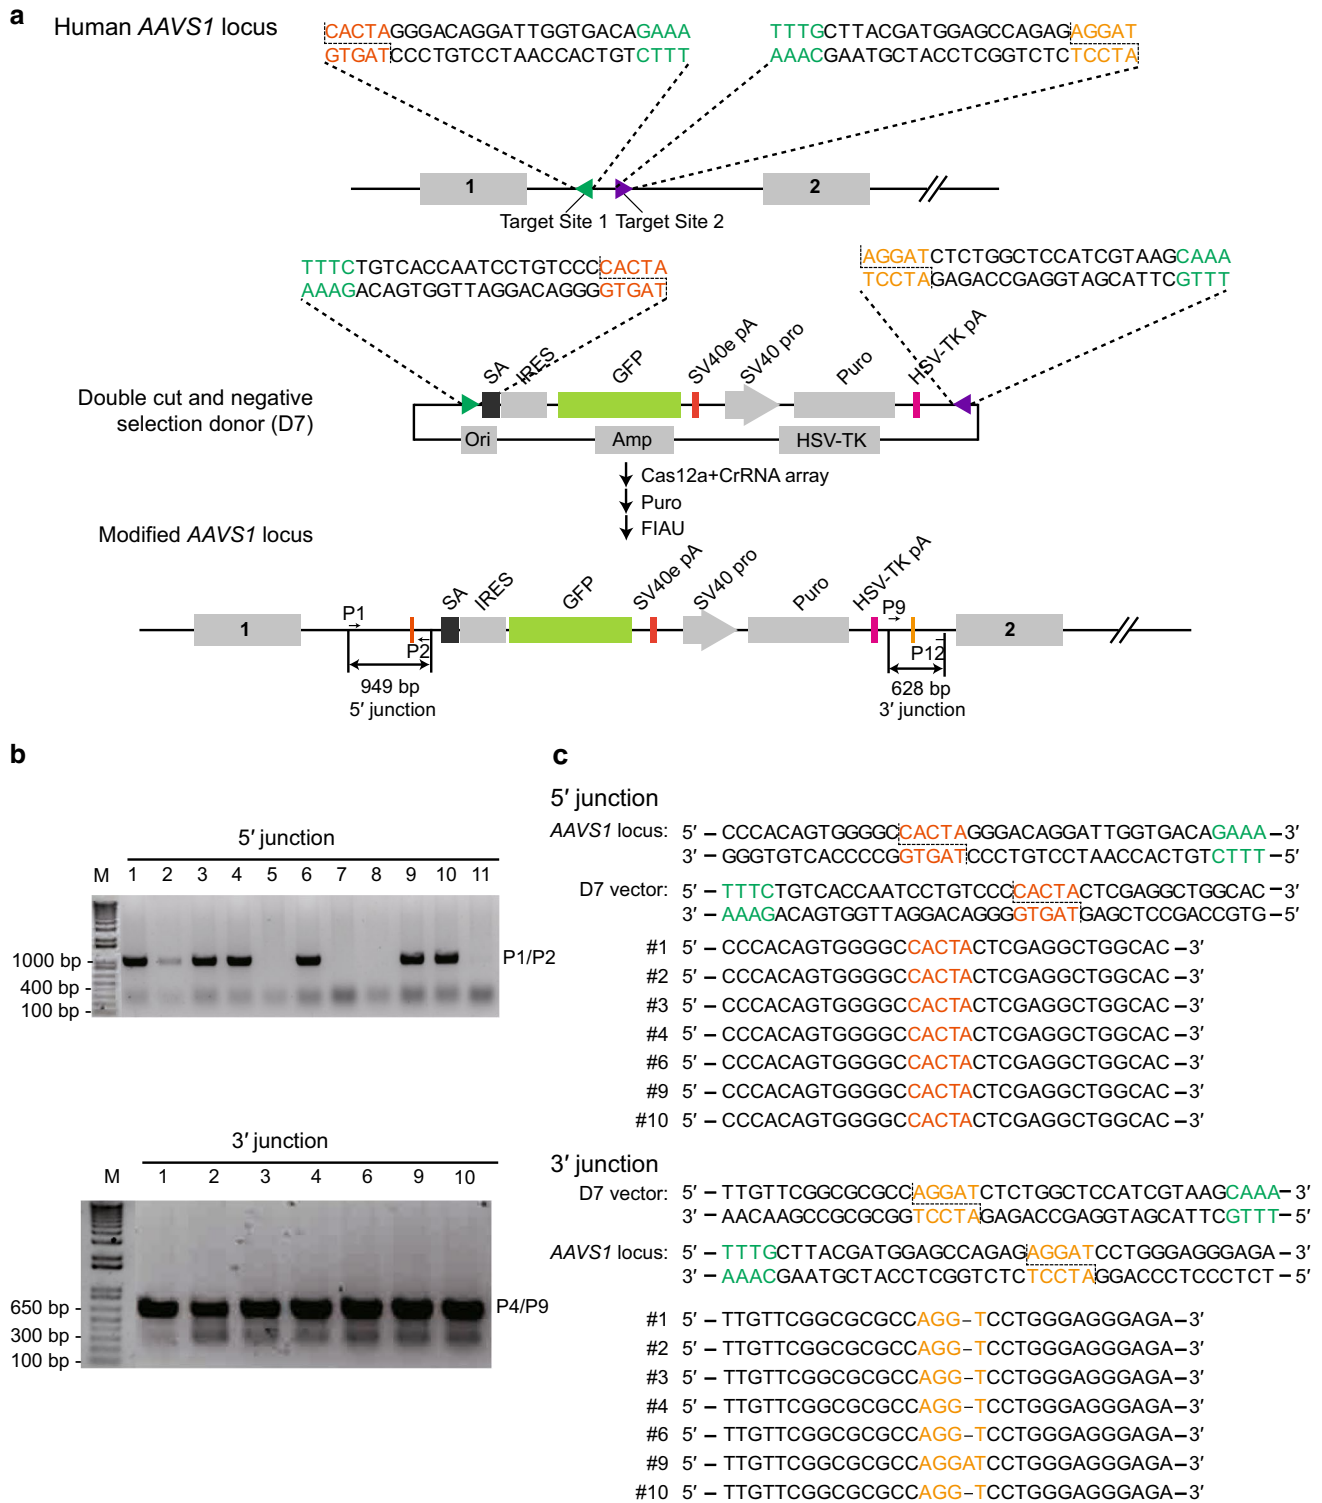 a
Human AAVS1 locus
CACTAGGGACAGGATTGGTGACAGAAA
GTGATCCCTGTCCTAACCACTGTCTTT
TTTGCTTACGATGGAGCCAGAGAGGAT
AAACGAATGCTACCTCGGTCTCTCCTA
1
2
Target Site 1 Target Site 2
TTTCTGTCACCAATCCTGTCCCCACTA
AAAGACAGTGGTTAGGACAGGGGTGAT
AGGATCTCTGGCTCCATCGTAAGCAAA
TCCTAGAGACCGAGGTAGCATTCGTTT
SA
IRES
GFP
SV40e pA
SV40 pro
Puro
HSV-TK pA
Double cut and negative
selection donor (D7)
Ori
Amp
HSV-TK
Cas12a+CrRNA array
Puro
FIAU
Modified AAVS1 locus
SA
IRES
GFP
SV40e pA
SV40 pro
Puro
HSV-TK pA
P1
P9
1
2
P2
P12
949 bp
5′ junction
628 bp
3′ junction
b
5′ junction
M 1 2 3 4 5 6 7 8 9 10 11
1000 bp -
400 bp -
100 bp -
P1/P2
3′ junction
M 1 2 3 4 6 9 10
650 bp -
300 bp -
100 bp -
P4/P9
c
5′ junction
AAVS1 locus: 5′ – CCCACAGTGGGGCCACTAGGGACAGGATTGGTGACAGAAA – 3′
3′ – GGGTGTCACCCCGGTGATCCCTGTCCTAACCACTGTCTTT – 5′
D7 vector: 5′ – TTTCTGTCACCAATCCTGTCCCCACTACTCGAGGCTGGCAC – 3′
3′ – AAAGACAGTGGTTAGGACAGGGGTGATGAGCTCCGACCGTG – 5′
#1 5′ – CCCACAGTGGGGCCACTACTCGAGGCTGGCAC – 3′
#2 5′ – CCCACAGTGGGGCCACTACTCGAGGCTGGCAC – 3′
#3 5′ – CCCACAGTGGGGCCACTACTCGAGGCTGGCAC – 3′
#4 5′ – CCCACAGTGGGGCCACTACTCGAGGCTGGCAC – 3′
#6 5′ – CCCACAGTGGGGCCACTACTCGAGGCTGGCAC – 3′
#9 5′ – CCCACAGTGGGGCCACTACTCGAGGCTGGCAC – 3′
#10 5′ – CCCACAGTGGGGCCACTACTCGAGGCTGGCAC – 3′
3′ junction
D7 vector: 5′ – TTGTTCGGCGCGCCAGGATCTCTGGCTCCATCGTAAGCAAA – 3′
3′ – AACAAGCCGCGCGGTCCTAGAGACCGAGGTAGCATTCGTTT – 5′
AAVS1 locus: 5′ – TTTGCTTACGATGGAGCCAGAGAGGATCCTGGGAGGGAGA – 3′
3′ – AAACGAATGCTACCTCGGTCTCTCCTAGGACCCTCCCTCT – 5′
#1 5′ – TTGTTCGGCGCGCCAGG–TCCTGGGAGGGAGA – 3′
#2 5′ – TTGTTCGGCGCGCCAGG–TCCTGGGAGGGAGA – 3′
#3 5′ – TTGTTCGGCGCGCCAGG–TCCTGGGAGGGAGA – 3′
#4 5′ – TTGTTCGGCGCGCCAGG–TCCTGGGAGGGAGA – 3′
#6 5′ – TTGTTCGGCGCGCCAGG–TCCTGGGAGGGAGA – 3′
#9 5′ – TTGTTCGGCGCGCCAGGATCCTGGGAGGGAGA – 3′
#10 5′ – TTGTTCGGCGCGCCAGG–TCCTGGGAGGGAGA – 3′